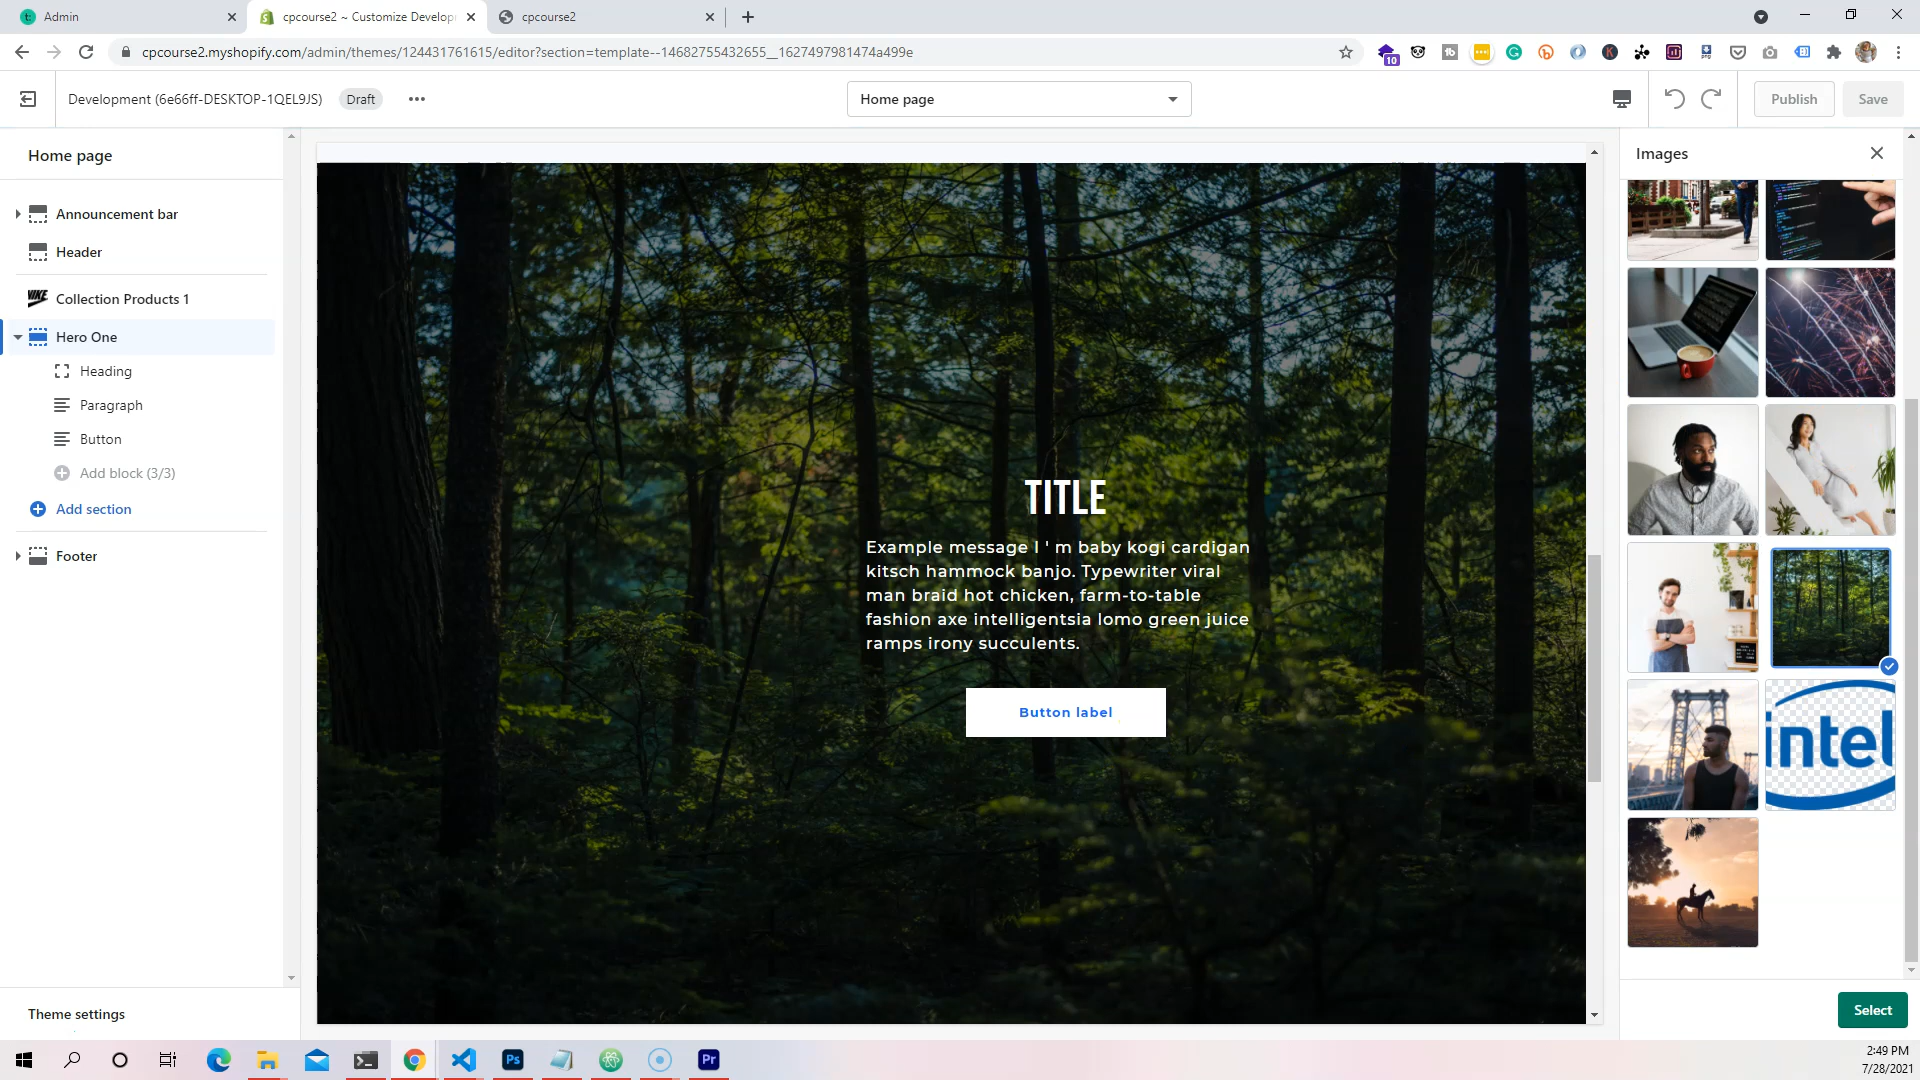 Admin
cpcourse2 ~ Customize Develop
cpcourse2
cpcourse2.myshopify.com/admin/themes/124431761615/editor?section=template--14682755432655__1627497981474a499e
10
Development (6e66ff-DESKTOP-1QEL9JS)
Draft
Home page
Publish
Save
Home page
Announcement bar
Header
Collection Products 1
Hero One
Heading
Paragraph
Button
Add block (3/3)
Add section
Footer
Theme settings
TITLE
Example message I ' m baby kogi cardigan
kitsch hammock banjo. Typewriter viral
man braid hot chicken, farm-to-table
fashion axe intelligentsia lomo green juice
ramps irony succulents.
Button label
Images
intel
Select
Ps
Pr
2:49 PM
7/28/2021